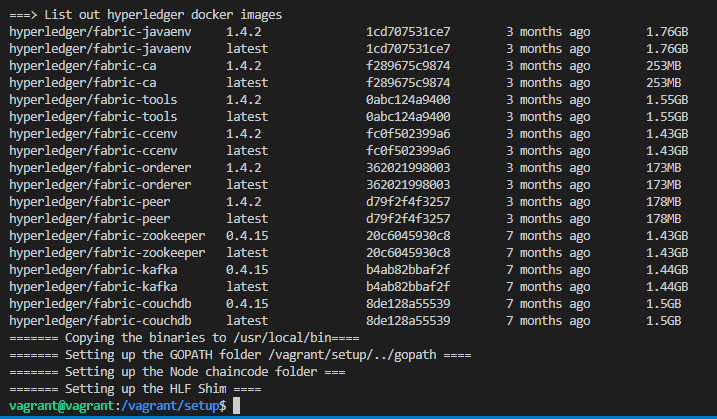 ===> List out hyperledger docker images
hyperledger/fabric-javaenv 1.4.2 1cd707531ce7 3 months ago 1.76GB
hyperledger/fabric-javaenv latest 1cd707531ce7 3 months ago 1.76GB
hyperledger/fabric-ca 1.4.2 f289675c9874 3 months ago 253MB
hyperledger/fabric-ca latest f289675c9874 3 months ago 253MB
hyperledger/fabric-tools 1.4.2 0abc124a9400 3 months ago 1.55GB
hyperledger/fabric-tools latest 0abc124a9400 3 months ago 1.55GB
hyperledger/fabric-ccenv 1.4.2 fc0f502399a6 3 months ago 1.43GB
hyperledger/fabric-ccenv latest fc0f502399a6 3 months ago 1.43GB
hyperledger/fabric-orderer 1.4.2 362021998003 3 months ago 173MB
hyperledger/fabric-orderer latest 362021998003 3 months ago 173MB
hyperledger/fabric-peer 1.4.2 d79f2f4f3257 3 months ago 178MB
hyperledger/fabric-peer latest d79f2f4f3257 3 months ago 178MB
hyperledger/fabric-zookeeper 0.4.15 20c6045930c8 7 months ago 1.43GB
hyperledger/fabric-zookeeper latest 20c6045930c8 7 months ago 1.43GB
hyperledger/fabric-kafka 0.4.15 b4ab82bbaf2f 7 months ago 1.44GB
hyperledger/fabric-kafka latest b4ab82bbaf2f 7 months ago 1.44GB
hyperledger/fabric-couchdb 0.4.15 8de128a55539 7 months ago 1.5GB
hyperledger/fabric-couchdb latest 8de128a55539 7 months ago 1.5GB
======= Copying the binaries to /usr/local/bin====
======= Setting up the GOPATH folder /vagrant/setup/../gopath ====
======= Setting up the Node chaincode folder ===
======= Setting up the HLF Shim ====
vagrant@vagrant:/vagrant/setup$